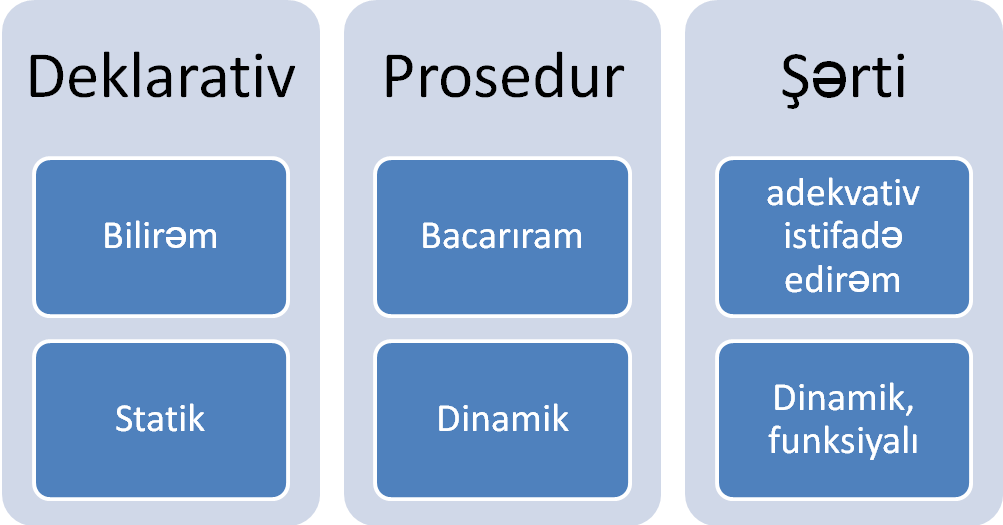 Deklarativ
Bilirəm
Statik
Prosedur
Bacarıram
Dinamik
Şərti
adekvativ
istifadə
edirəm
Dinamik,
funksiyalı